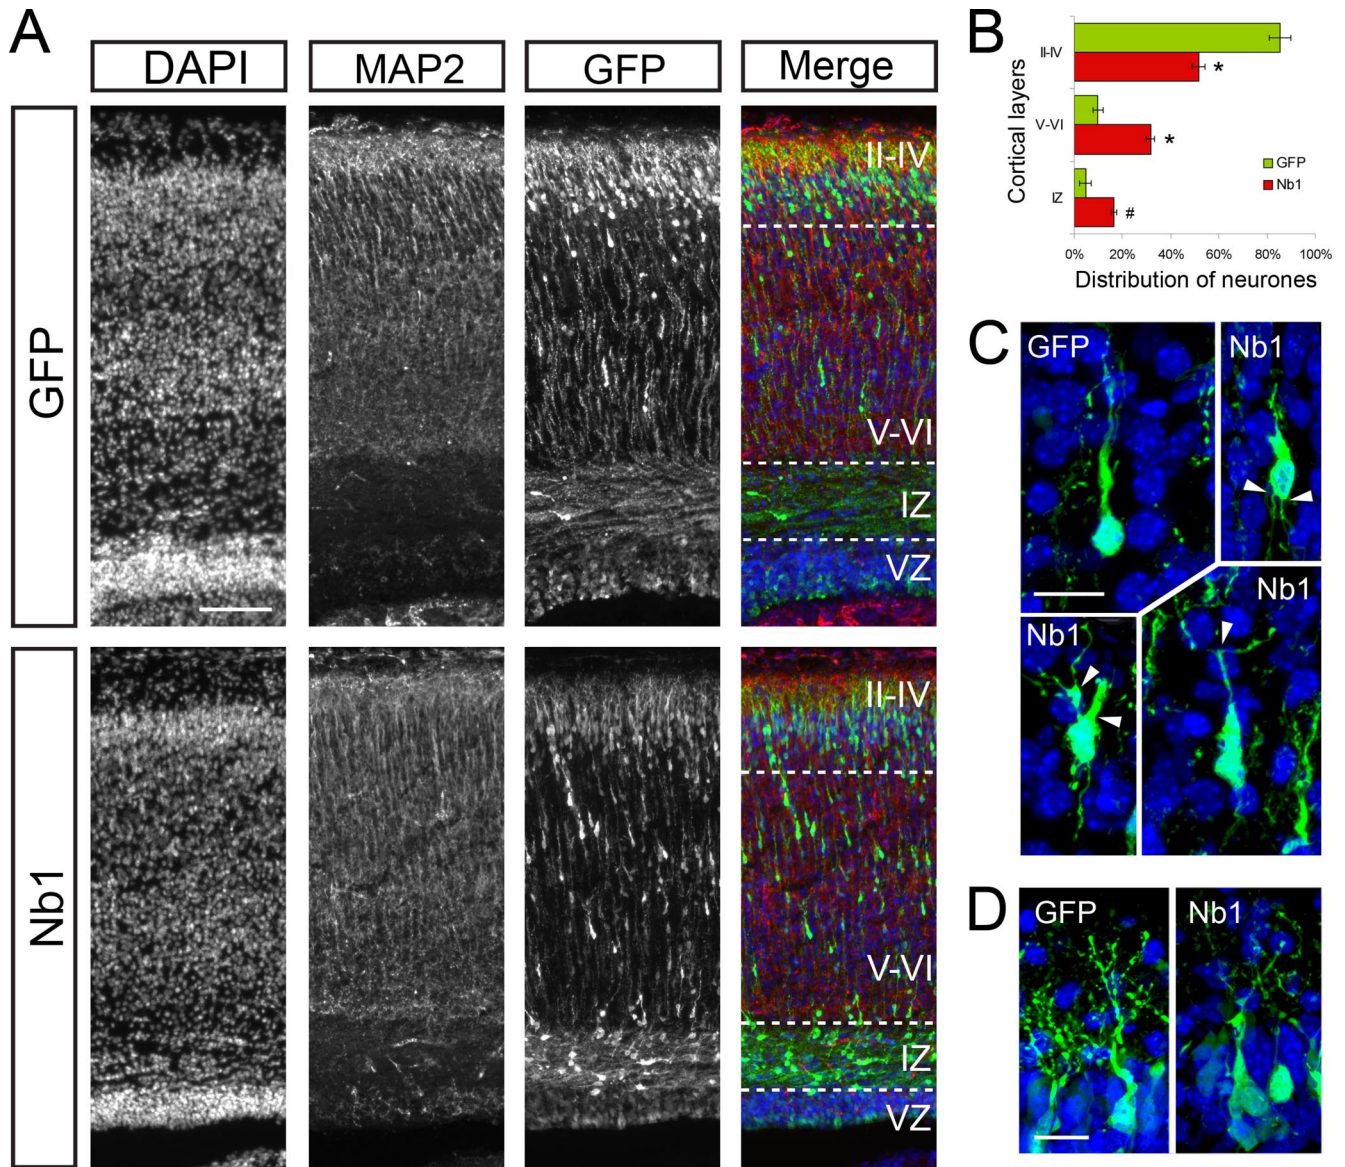 A
DAPI
MAP2
GFP
Merge
GFP
II-IV
V-VI
IZ
VZ
Nb1
II-IV
V-VI
IZ
VZ
B
Cortical layers
II-IV
*
V-VI
*
IZ
#
GFP
Nb1
0%
20%
40%
60%
80%
100%
Distribution of neurones
C
GFP
Nb1
Nb1
Nb1
D
GFP
Nb1